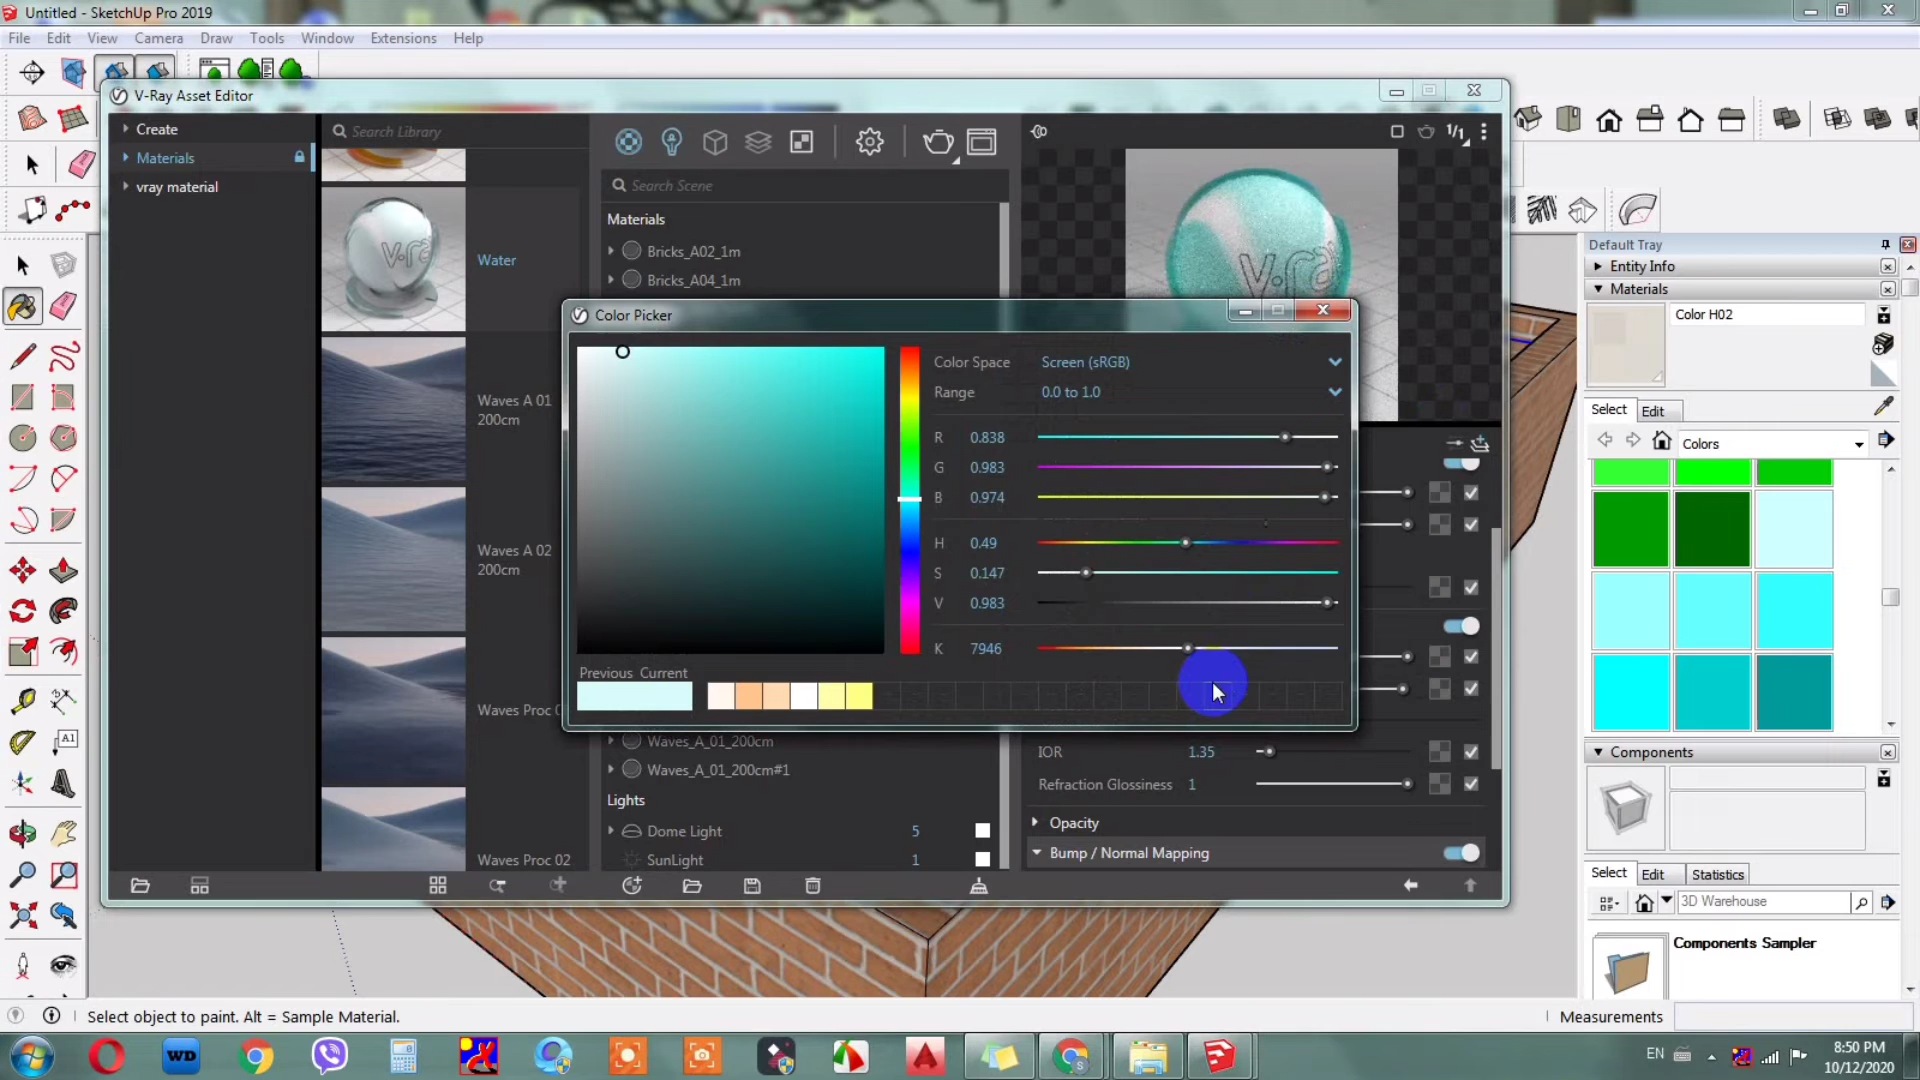 Untitled - SketchUp Pro 2019
File Edit View Camera Draw Tools Window Extensions Help
V-Ray Asset Editor
Create
Materials
vray material
Search Library
Water
Waves A 01
200cm
Waves A 02
200cm
Waves Proc
Waves Proc 02
Search Scene
Materials
Bricks_A02_1m
Bricks_A04_1m
1/1
Color Picker
Color Space Screen (sRGB)
Range 0.0 to 1.0
R 0.838
G 0.983
B 0.974
H 0.49
S 0.147
V 0.983
K 7946
Previous Current
Waves_A_01_200cm
Waves_A_01_200cm#1
Lights
Dome Light 5
SunLight 1
IOR 1.35
Refraction Glossiness 1
Opacity
Bump / Normal Mapping
Default Tray
Entity Info
Materials
Color H02
Select Edit
Colors
Components
Select Edit Statistics
3D Warehouse
Components Sampler
A1
Select object to paint. Alt = Sample Material.
Measurements
WD
EN
8:50 PM
10/12/2020